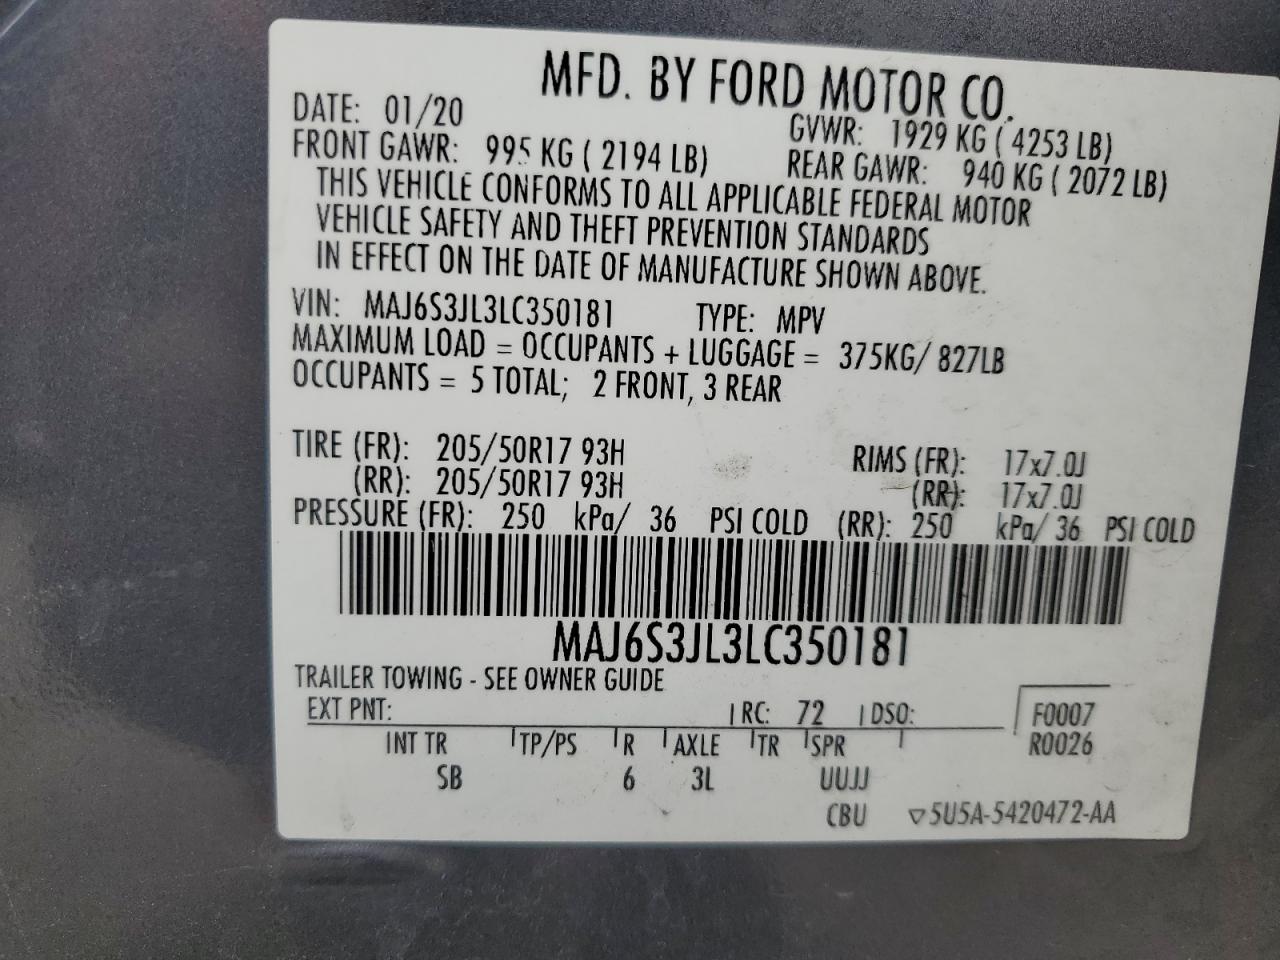 MFD. BY FORD MOTOR CO.
DATE: 01/20 GVWR: 1929 KG ( 4253 LB)
FRONT GAWR: 995 KG ( 2194 LB) REAR GAWR: 940 KG ( 2072 LB)
THIS VEHICLE CONFORMS TO ALL APPLICABLE FEDERAL MOTOR
VEHICLE SAFETY AND THEFT PREVENTION STANDARDS
IN EFFECT ON THE DATE OF MANUFACTURE SHOWN ABOVE.
VIN: MAJ6S3JL3LC350181 TYPE: MPV
MAXIMUM LOAD = OCCUPANTS + LUGGAGE = 375KG/ 827LB
OCCUPANTS = 5 TOTAL; 2 FRONT, 3 REAR
TIRE (FR): 205/50R17 93H RIMS (FR): 17x7.0J
(RR): 205/50R17 93H (RR): 17x7.0J
PRESSURE (FR): 250 kPa/ 36 PSI COLD (RR): 250 kPa/ 36 PSI COLD
MAJ6S3JL3LC350181
TRAILER TOWING - SEE OWNER GUIDE
EXT PNT: RC: 72 DSO: F0007
INT TR TP/PS R AXLE TR SPR R0026
SB 6 3L UUJJ
CBU ▽5U5A-5420472-AA